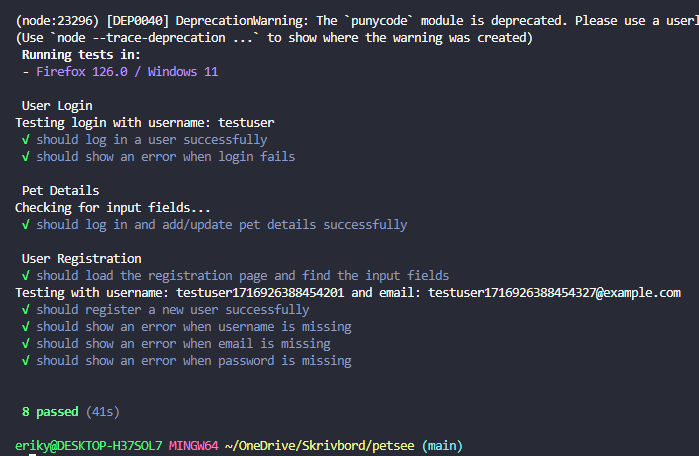 (node:23296) [DEP0040] DeprecationWarning: The `punycode` module is deprecated. Please use a
(Use `node --trace-deprecation ...` to show where the warning was created)
Running tests in:
- Firefox 126.0 / Windows 11
User Login
Testing login with username: testuser
√ should log in a user successfully
√ should show an error when login fails
Pet Details
Checking for input fields...
√ should log in and add/update pet details successfully
User Registration
√ should load the registration page and find the input fields
Testing with username: testuser1716926388454201 and email: testuser1716926388454327@example.com
√ should register a new user successfully
√ should show an error when username is missing
√ should show an error when email is missing
√ should show an error when password is missing
8 passed (41s)
eriky@DESKTOP-H37SOL7 MINGW64 ~/OneDrive/Skrivbord/petsee (main)